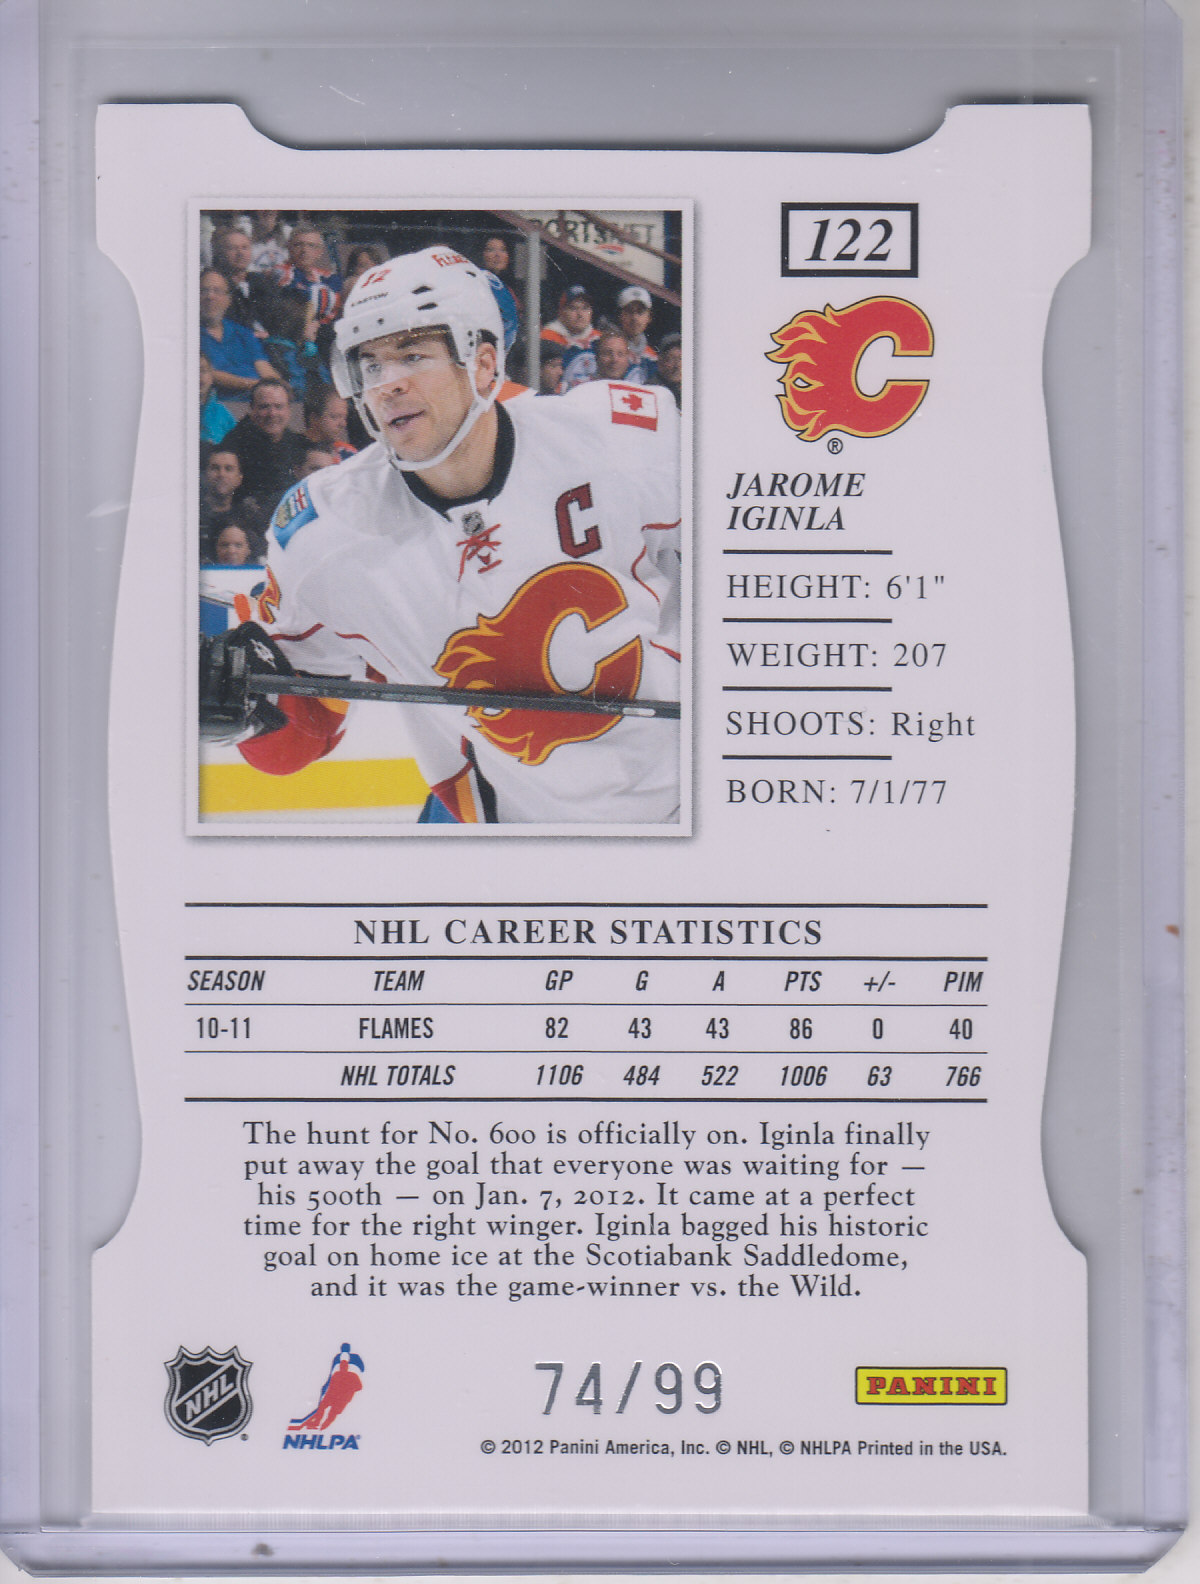 122
®
JAROME
IGINLA
HEIGHT: 6'1"
WEIGHT: 207
SHOOTS: Right
BORN: 7/1/77
12
EASTON
C
NHL CAREER STATISTICS
SEASON TEAM GP G A PTS +/- PIM
10-11 FLAMES 82 43 43 86 0 40
NHL TOTALS 1106 484 522 1006 63 766
The hunt for No. 600 is officially on. Iginla finally
put away the goal that everyone was waiting for —
his 500th — on Jan. 7, 2012. It came at a perfect
time for the right winger. Iginla bagged his historic
goal on home ice at the Scotiabank Saddledome,
and it was the game-winner vs. the Wild.
NHL
NHLPA
74/99
PANINI
© 2012 Panini America, Inc. © NHL, © NHLPA Printed in the USA.